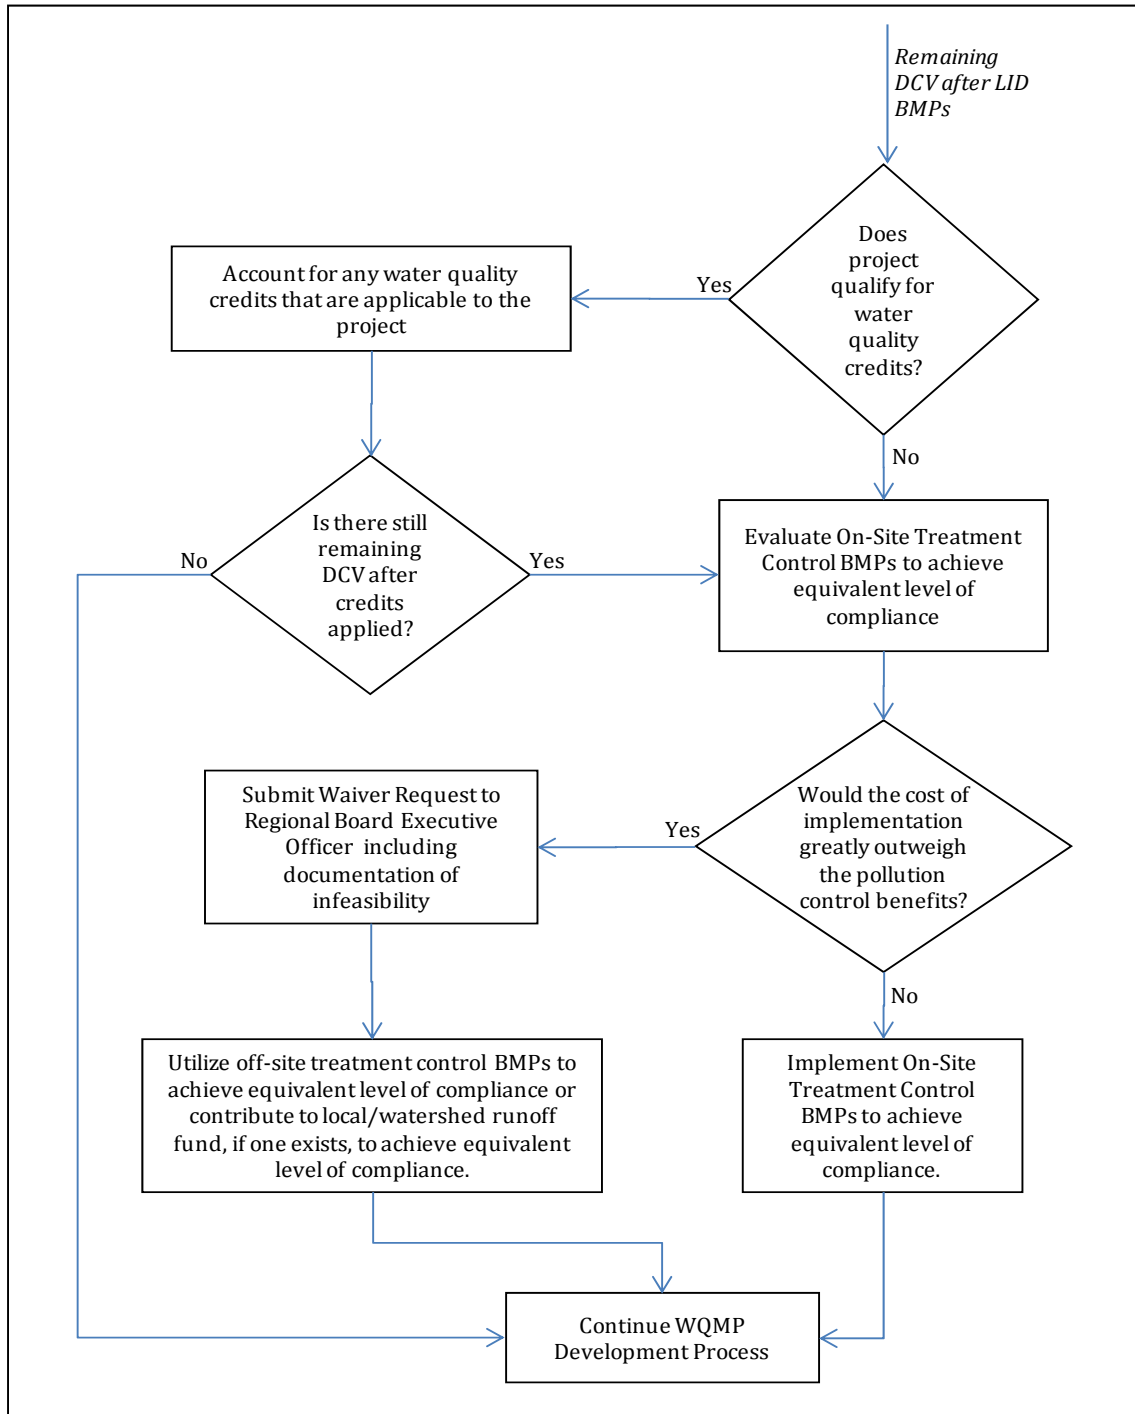 Remaining
DCV after LID
BMPs
Does
project
qualify for
water
quality
credits?
Yes
Account for any water quality
credits that are applicable to the
project
No
Is there still
remaining
DCV after
credits
applied?
No
Yes
Evaluate On-Site Treatment
Control BMPs to achieve
equivalent level of
compliance
Would the cost of
implementation
greatly outweigh
the pollution
control benefits?
Yes
Submit Waiver Request to
Regional Board Executive
Officer including
documentation of
infeasibility
No
Utilize off-site treatment control BMPs to
achieve equivalent level of compliance or
contribute to local/watershed runoff
fund, if one exists, to achieve equivalent
level of compliance.
Implement On-Site
Treatment Control
BMPs to achieve
equivalent level of
compliance.
Continue WQMP
Development Process